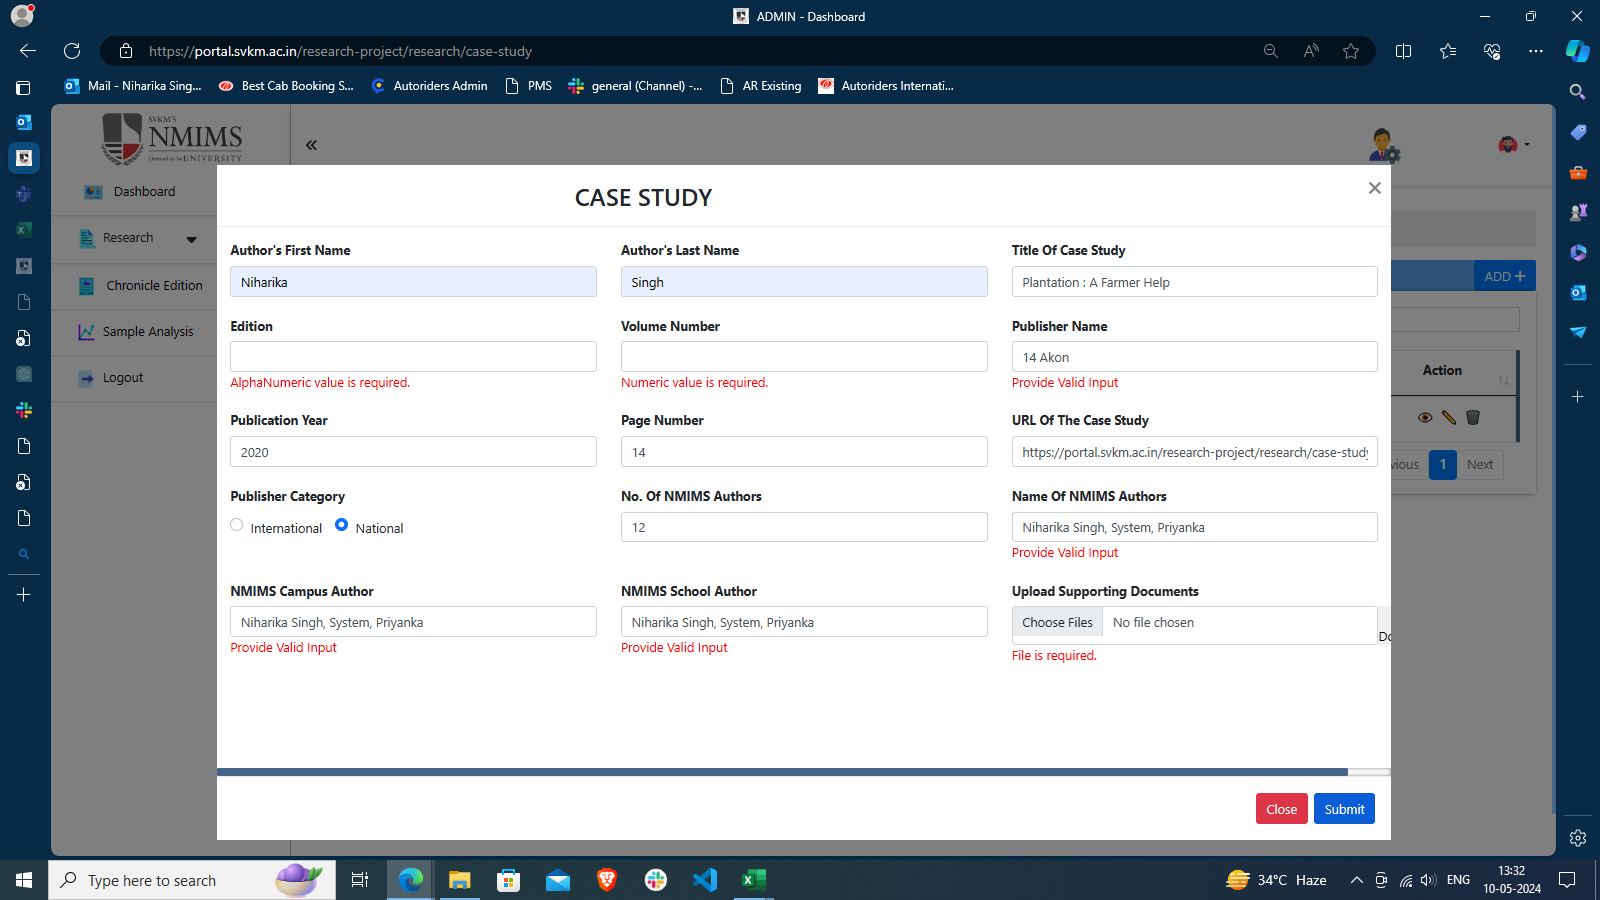 ADMIN - Dashboard
https://portal.svkm.ac.in/research-project/research/case-study
Mail - Niharika Sing...
Best Cab Booking S...
Autoriders Admin
PMS
general (Channel) -...
AR Existing
Autoriders Internati...
SVKM'S
NMIMS
Deemed to be UNIVERSITY
Dashboard
Research
Chronicle Edition
Sample Analysis
Logout
ADD +
Action
vious
1
Next
CASE STUDY
Author's First Name
Author's Last Name
Title Of Case Study
Niharika
Singh
Plantation : A Farmer Help
Edition
Volume Number
Publisher Name
14 Akon
AlphaNumeric value is required.
Numeric value is required.
Provide Valid Input
Publication Year
Page Number
URL Of The Case Study
2020
14
https://portal.svkm.ac.in/research-project/research/case-study
Publisher Category
No. Of NMIMS Authors
Name Of NMIMS Authors
International
National
12
Niharika Singh, System, Priyanka
Provide Valid Input
NMIMS Campus Author
NMIMS School Author
Upload Supporting Documents
Niharika Singh, System, Priyanka
Niharika Singh, System, Priyanka
Choose Files
No file chosen
Do
Provide Valid Input
Provide Valid Input
File is required.
Close
Submit
Type here to search
34°C Haze
ENG
13:32
10-05-2024